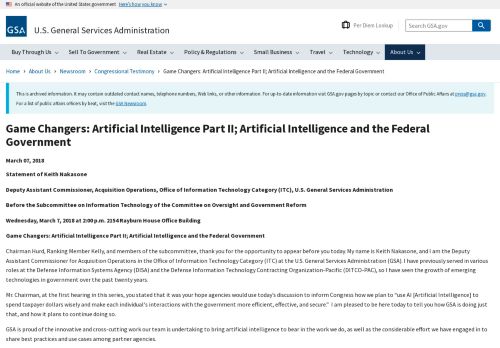 An official website of the United States government Here's how you know
GSA
U.S. General Services Administration
Per Diem Lookup
Search GSA.gov
Buy Through Us
Sell To Government
Real Estate
Policy & Regulations
Small Business
Travel
Technology
About Us
Home › About Us › Newsroom › Congressional Testimony › Game Changers: Artificial Intelligence Part II; Artificial Intelligence and the Federal Government
This is archived information. It may contain outdated contact names, telephone numbers, Web links, or other information. For up-to-date information visit GSA.gov pages by topic or contact our Office of Public Affairs at press@gsa.gov.
For a list of public affairs officers by beat, visit the GSA Newsroom.
Game Changers: Artificial Intelligence Part II; Artificial Intelligence and the Federal
Government
March 07, 2018
Statement of Keith Nakasone
Deputy Assistant Commissioner, Acquisition Operations, Office of Information Technology Category (ITC), U.S. General Services Administration
Before the Subcommittee on Information Technology of the Committee on Oversight and Government Reform
Wednesday, March 7, 2018 at 2:00 p.m. 2154 Rayburn House Office Building
Game Changers: Artificial Intelligence Part II; Artificial Intelligence and the Federal Government
Chairman Hurd, Ranking Member Kelly, and members of the subcommittee, thank you for the opportunity to appear before you today. My name is Keith Nakasone, and I am the Deputy
Assistant Commissioner for Acquisition Operations in the Office of Information Technology Category (ITC) at the U.S. General Services Administration (GSA). I have previously served in various
roles at the Defense Information Systems Agency (DISA) and the Defense Information Technology Contracting Organization-Pacific (DITCO-PAC), so I have seen the growth of emerging
technologies in government over the past twenty years.
Mr. Chairman, at the first hearing in this series, you stated that it was your hope agencies would use today's discussion to inform Congress how we plan to "use AI [Artificial Intelligence] to
spend taxpayer dollars wisely and make each individual's interactions with the government more efficient, effective, and secure." I am pleased to be here today to tell you how GSA is doing just
that, and how it plans to continue doing so.
GSA is proud of the innovative and cross-cutting work our team is undertaking to bring artificial intelligence to bear in the work we do, as well as the considerable effort we have engaged in to
share best practices and use cases among partner agencies.